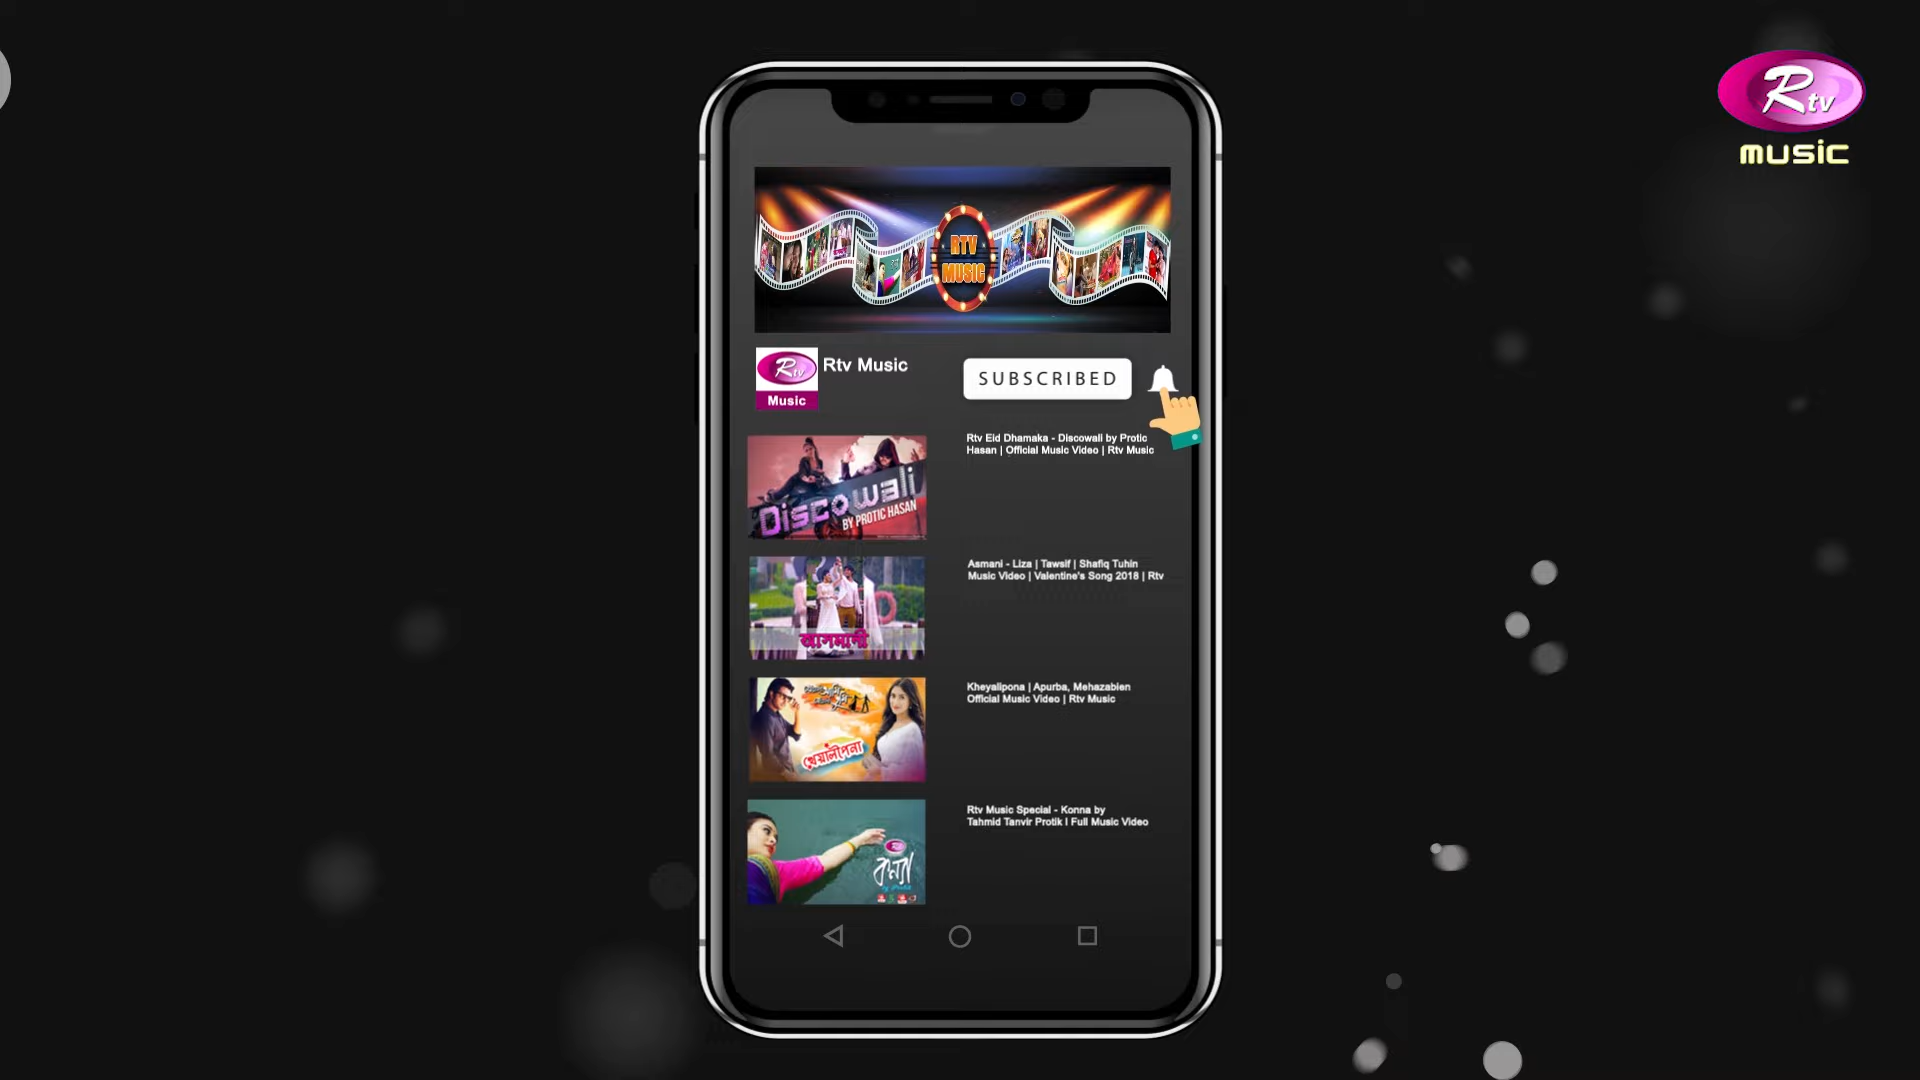 Rtv
music
RTV
MUSIC
Rtv
Music
Rtv Music
SUBSCRIBED
Rtv Eid Dhamaka - Discowali by Protic
Hasan | Official Music Video | Rtv Music
Discowali
BY PROTIC HASAN
Asmani - Liza | Tawsif | Shafiq Tuhin
Music Video | Valentine's Song 2018 | Rtv
আসমানী
Kheyalipona | Apurba, Mehazabien
Official Music Video | Rtv Music
খেয়ালীপনা
Rtv Music Special - Konna by
Tahmid Tanvir Protik I Full Music Video
কন্যা
by Protik